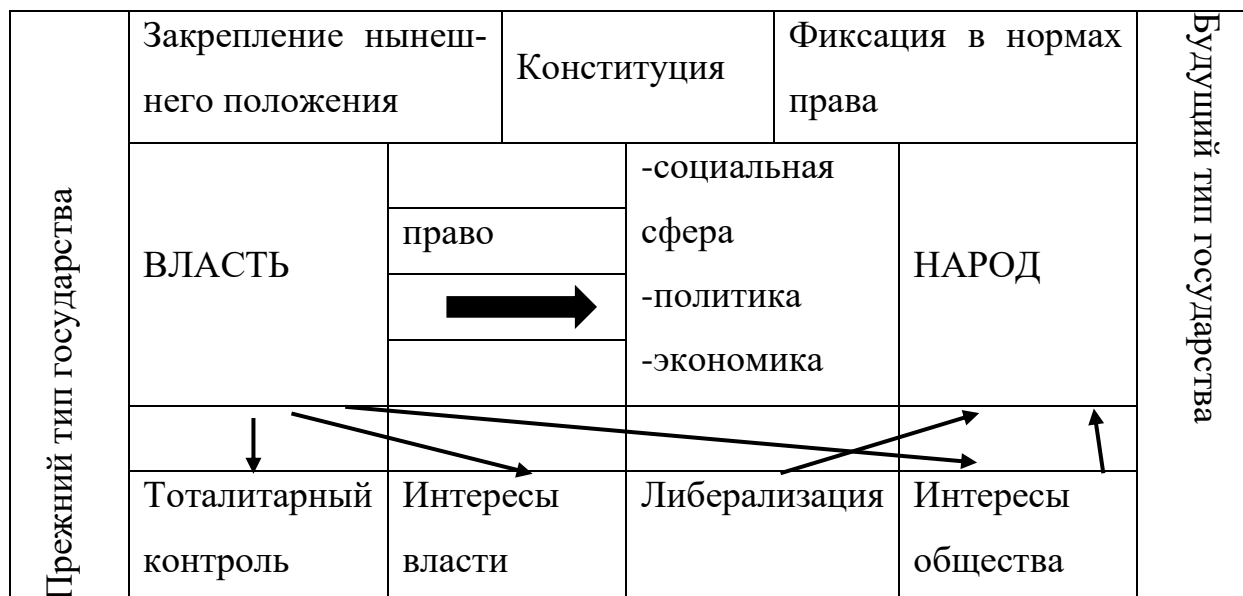 Прежний тип государства
Закрепление нынеш-
него положения
Конституция
Фиксация в нормах
права
Будущий тип государства
ВЛАСТЬ
право
-социальная
сфера
-политика
-экономика
НАРОД
Тоталитарный
контроль
Интересы
власти
Либерализация
Интересы
общества